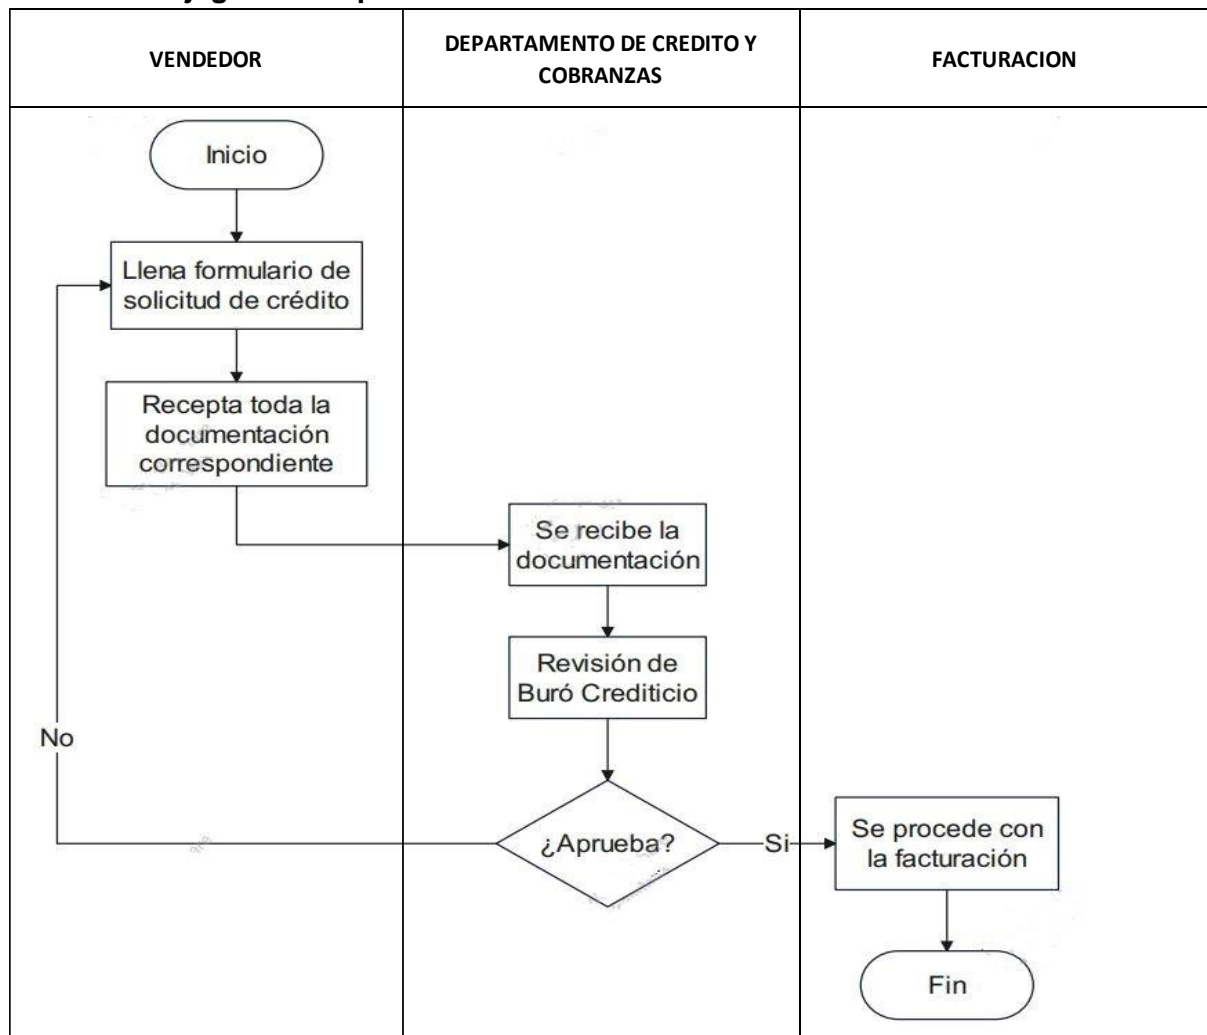 VENDEDOR
DEPARTAMENTO DE CREDITO Y
COBRANZAS
FACTURACION
Inicio
Llena formulario de
solicitud de crédito
Recepta toda la
documentación
correspondiente
Se recibe la
documentación
Revisión de
Buró Crediticio
No
¿Aprueba?
Si
Se procede con
la facturación
Fin